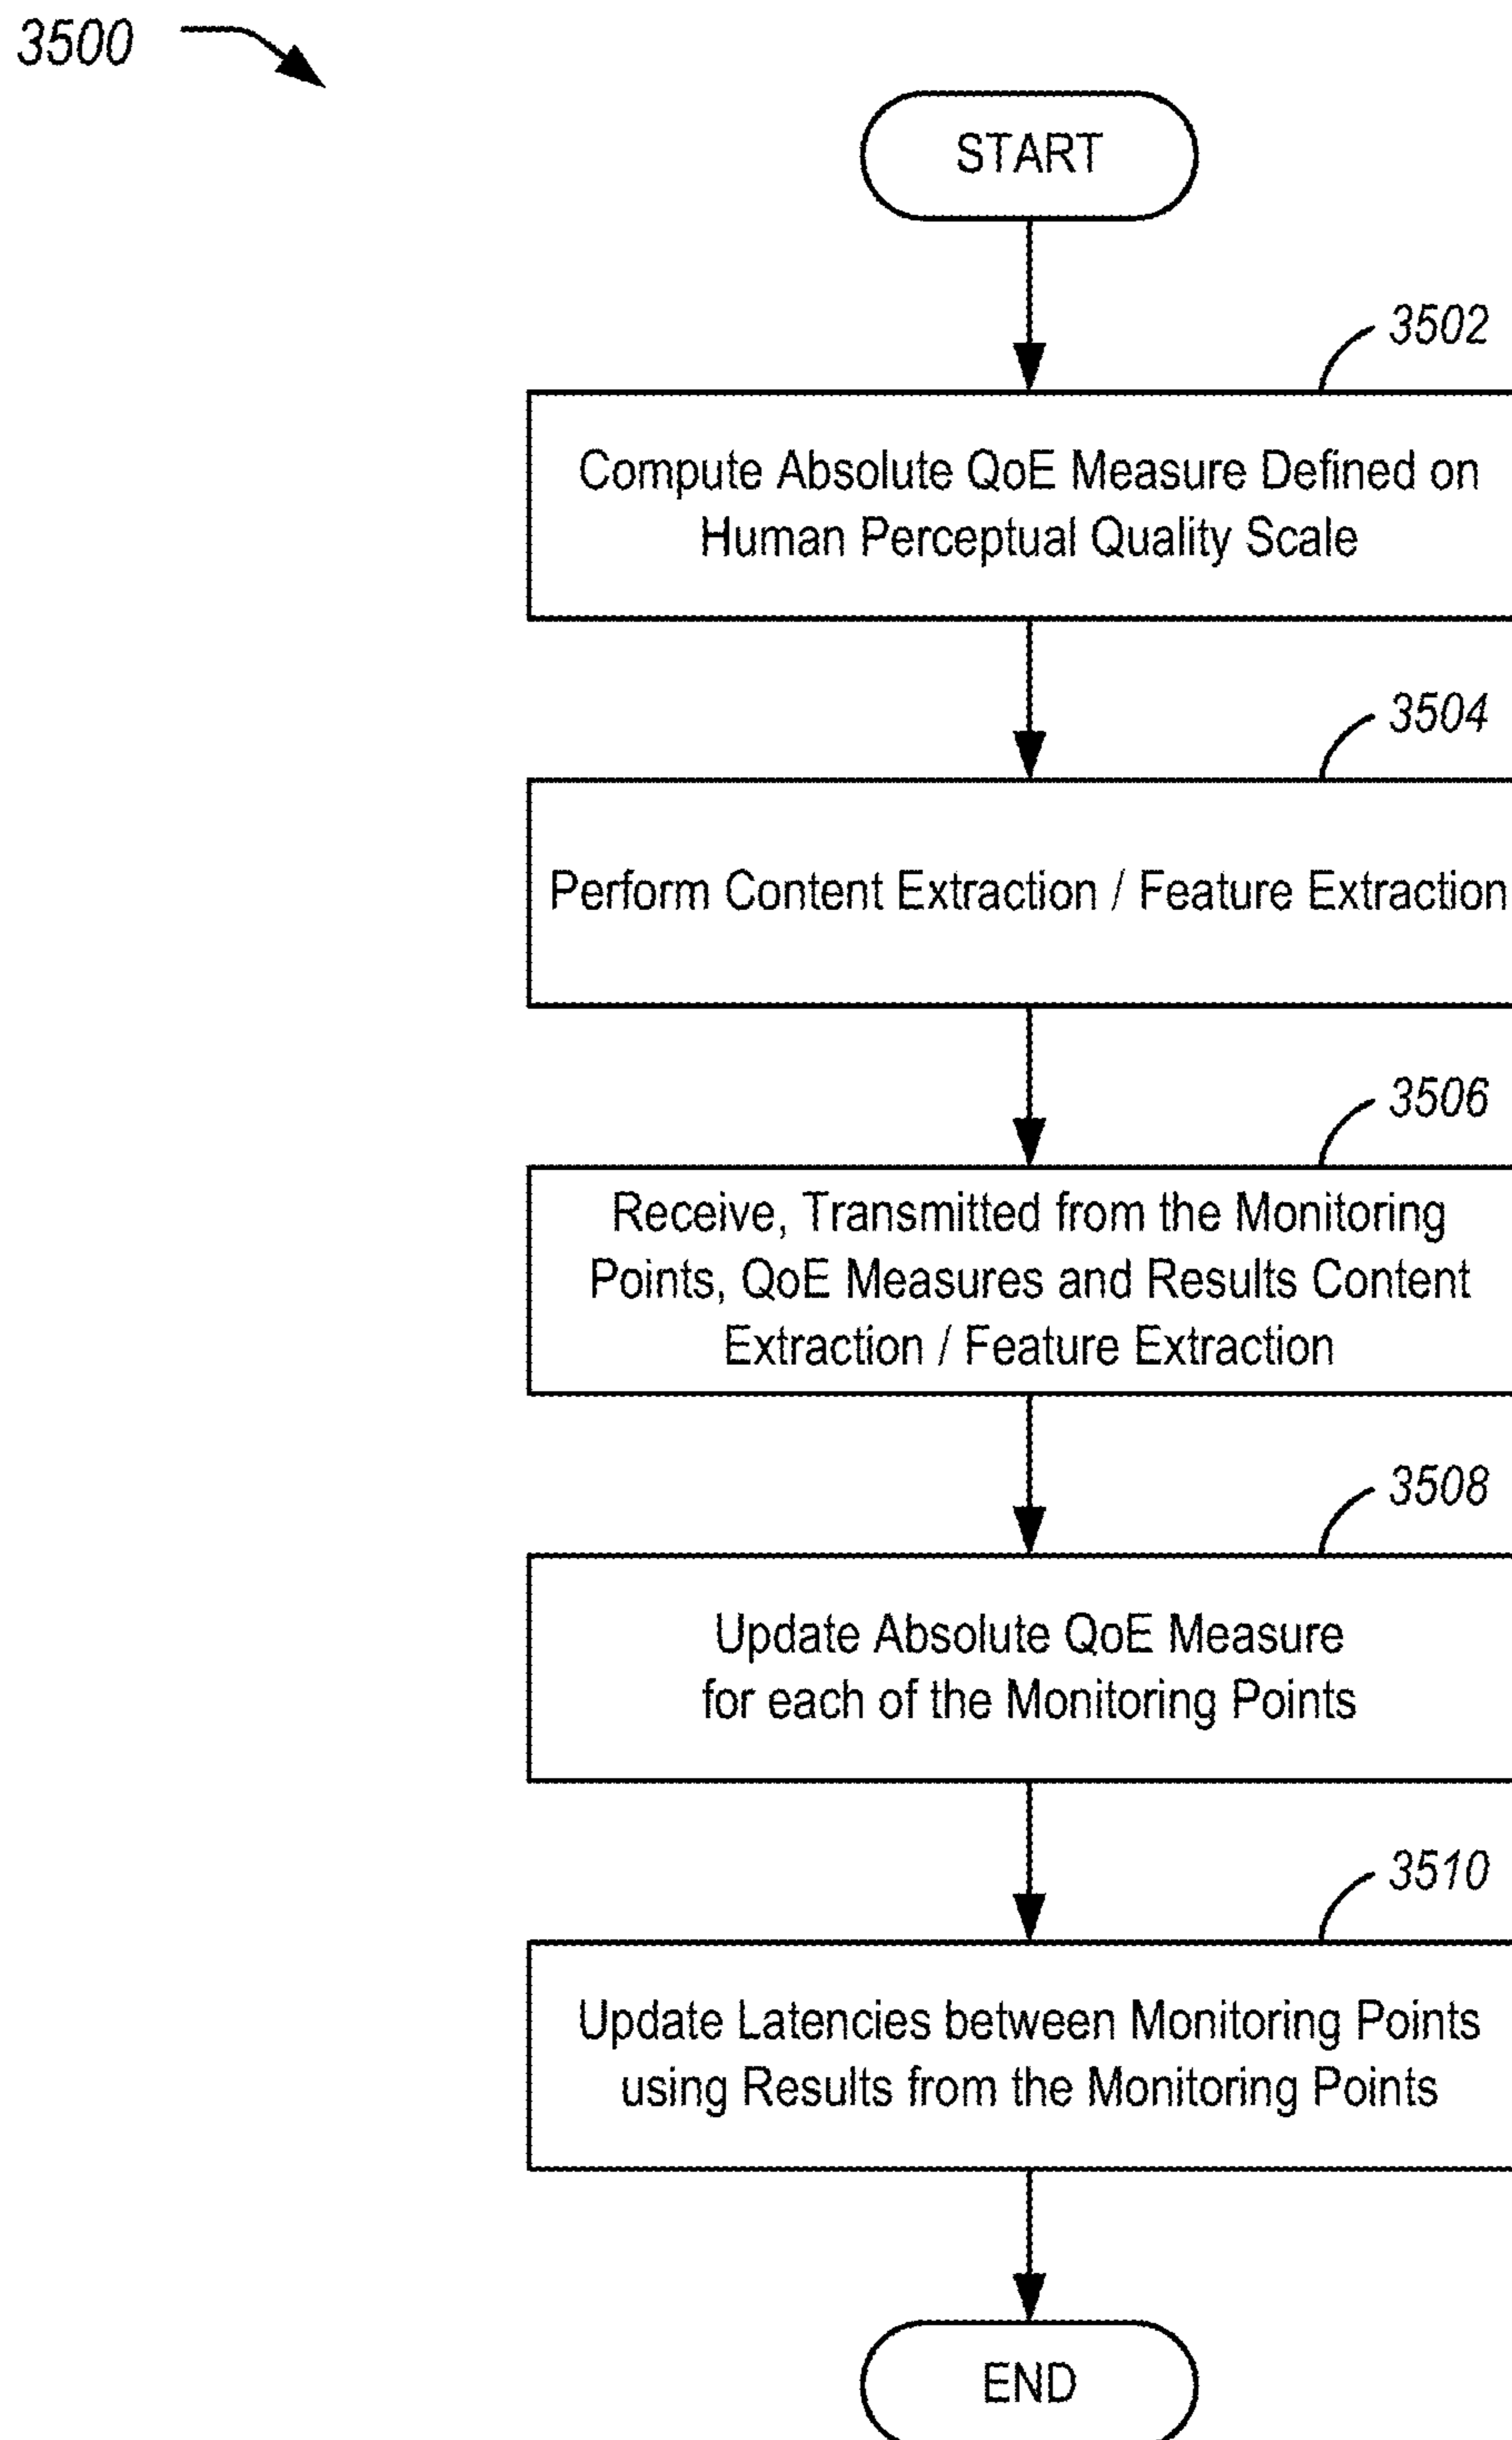 3500
START
3502
Compute Absolute QoE Measure Defined on
Human Perceptual Quality Scale
3504
Perform Content Extraction / Feature Extraction
3506
Receive, Transmitted from the Monitoring
Points, QoE Measures and Results Content
Extraction / Feature Extraction
3508
Update Absolute QoE Measure
for each of the Monitoring Points
3510
Update Latencies between Monitoring Points
using Results from the Monitoring Points
END